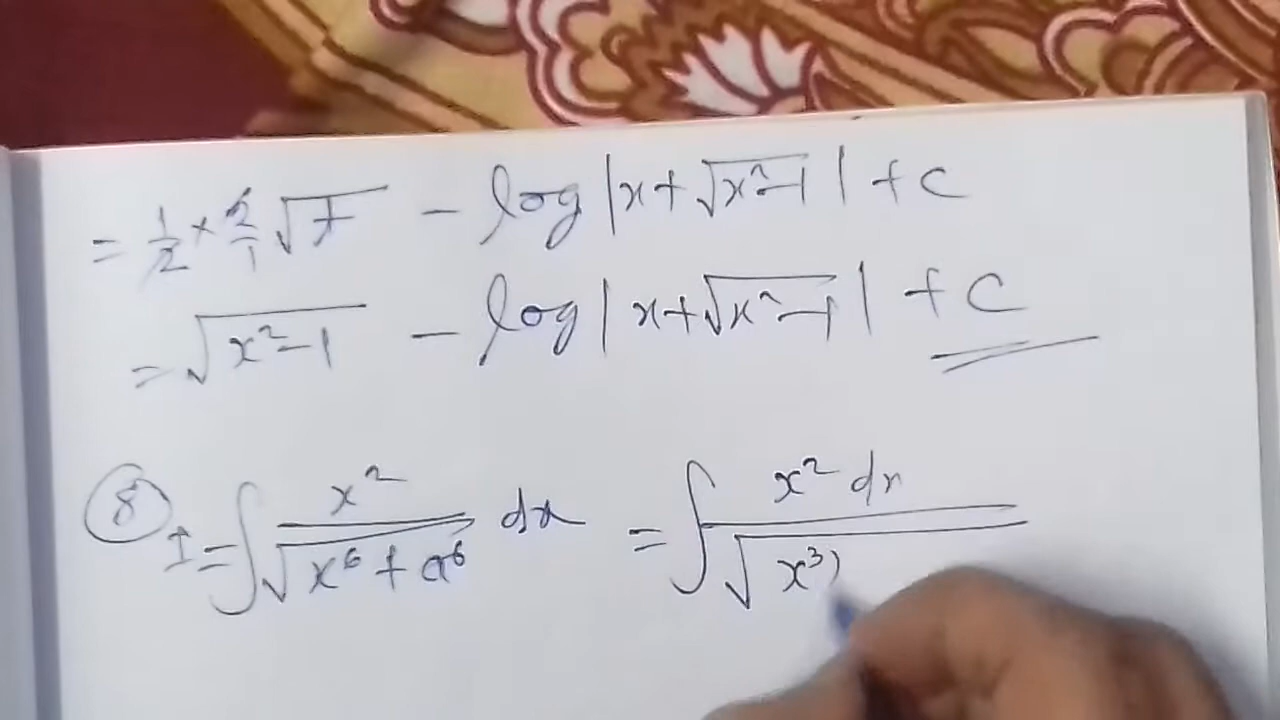 = 1/2 × 2/1 √t - log |x + √x²-1| + c
= √x²-1 - log | x + √x²-1 | + c
8 I = ∫ x² / √x⁶ + a⁶ dx = ∫ x² dx / √x³)